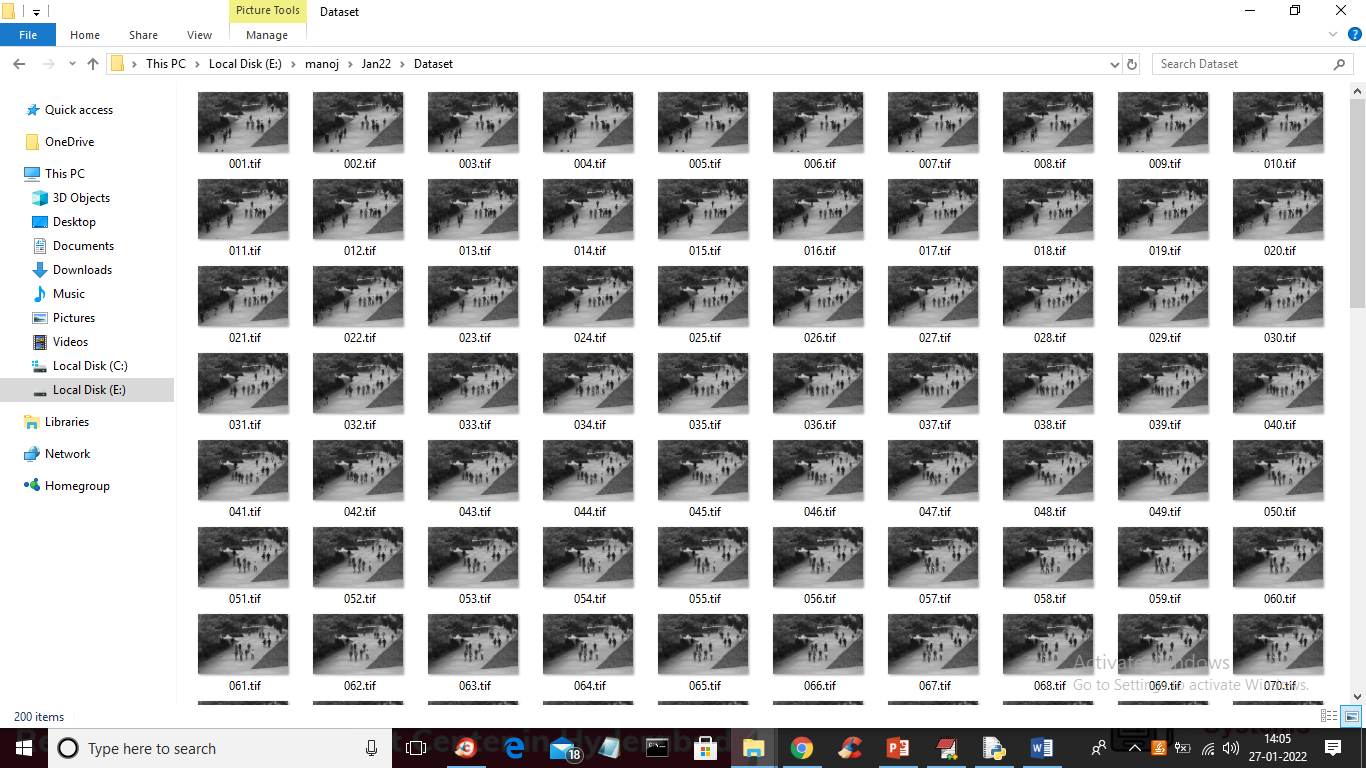 Picture Tools
Dataset
File
Home
Share
View
Manage
This PC
Local Disk (E:)
manoj
Jan22
Dataset
Search Dataset
Quick access
OneDrive
This PC
3D Objects
Desktop
Documents
Downloads
Music
Pictures
Videos
Local Disk (C:)
Local Disk (E:)
Libraries
Network
Homegroup
001.tif 002.tif 003.tif 004.tif 005.tif 006.tif 007.tif 008.tif 009.tif 010.tif
011.tif 012.tif 013.tif 014.tif 015.tif 016.tif 017.tif 018.tif 019.tif 020.tif
021.tif 022.tif 023.tif 024.tif 025.tif 026.tif 027.tif 028.tif 029.tif 030.tif
031.tif 032.tif 033.tif 034.tif 035.tif 036.tif 037.tif 038.tif 039.tif 040.tif
041.tif 042.tif 043.tif 044.tif 045.tif 046.tif 047.tif 048.tif 049.tif 050.tif
051.tif 052.tif 053.tif 054.tif 055.tif 056.tif 057.tif 058.tif 059.tif 060.tif
061.tif 062.tif 063.tif 064.tif 065.tif 066.tif 067.tif 068.tif 069.tif 070.tif
Activate Windows
Go to Settings to activate Windows.
200 items
Type here to search
18
14:05
27-01-2022